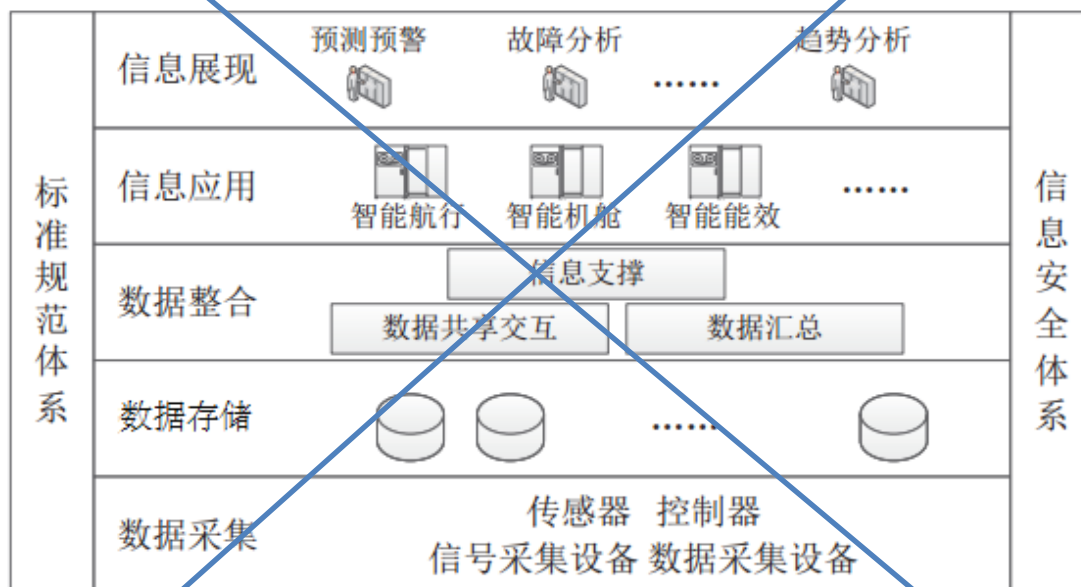 标准规范体系
信息展现
预测预警
故障分析
……
趋势分析
信息应用
智能航行
智能机舱
智能能效
……
数据整合
信息支撑
数据共享交互
数据汇总
数据存储
……
数据采集
传感器 控制器
信号采集设备 数据采集设备
信息安全体系